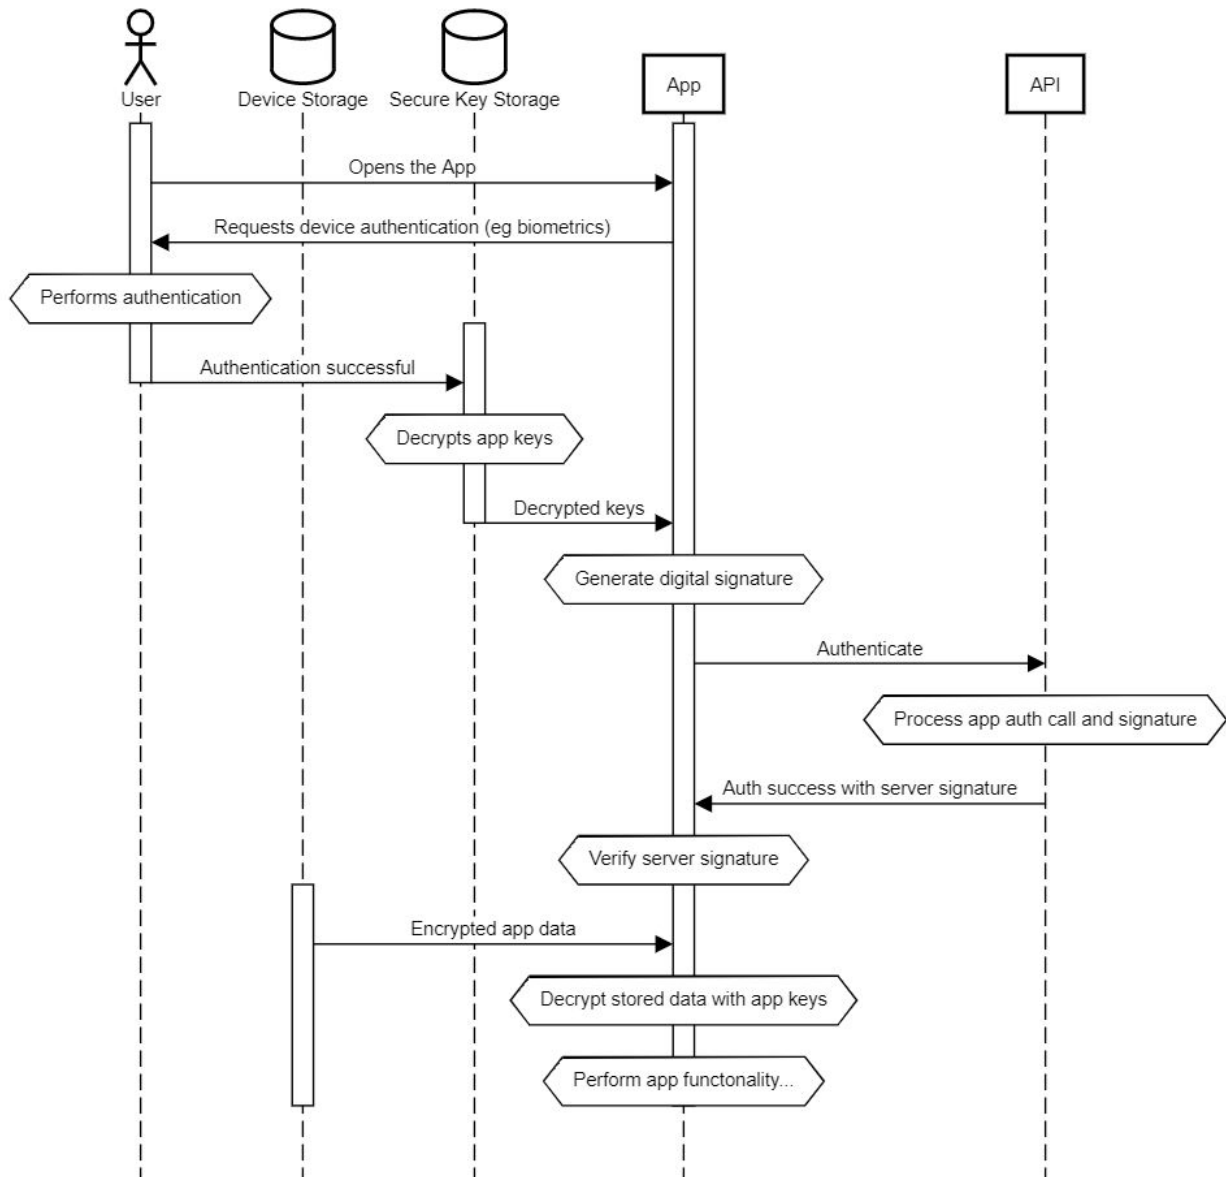 User
Device Storage
Secure Key Storage
App
API
Opens the App
Requests device authentication (eg biometrics)
Performs authentication
Authentication successful
Decrypts app keys
Decrypted keys
Generate digital signature
Authenticate
Process app auth call and signature
Auth success with server signature
Verify server signature
Encrypted app data
Decrypt stored data with app keys
Perform app functonality...